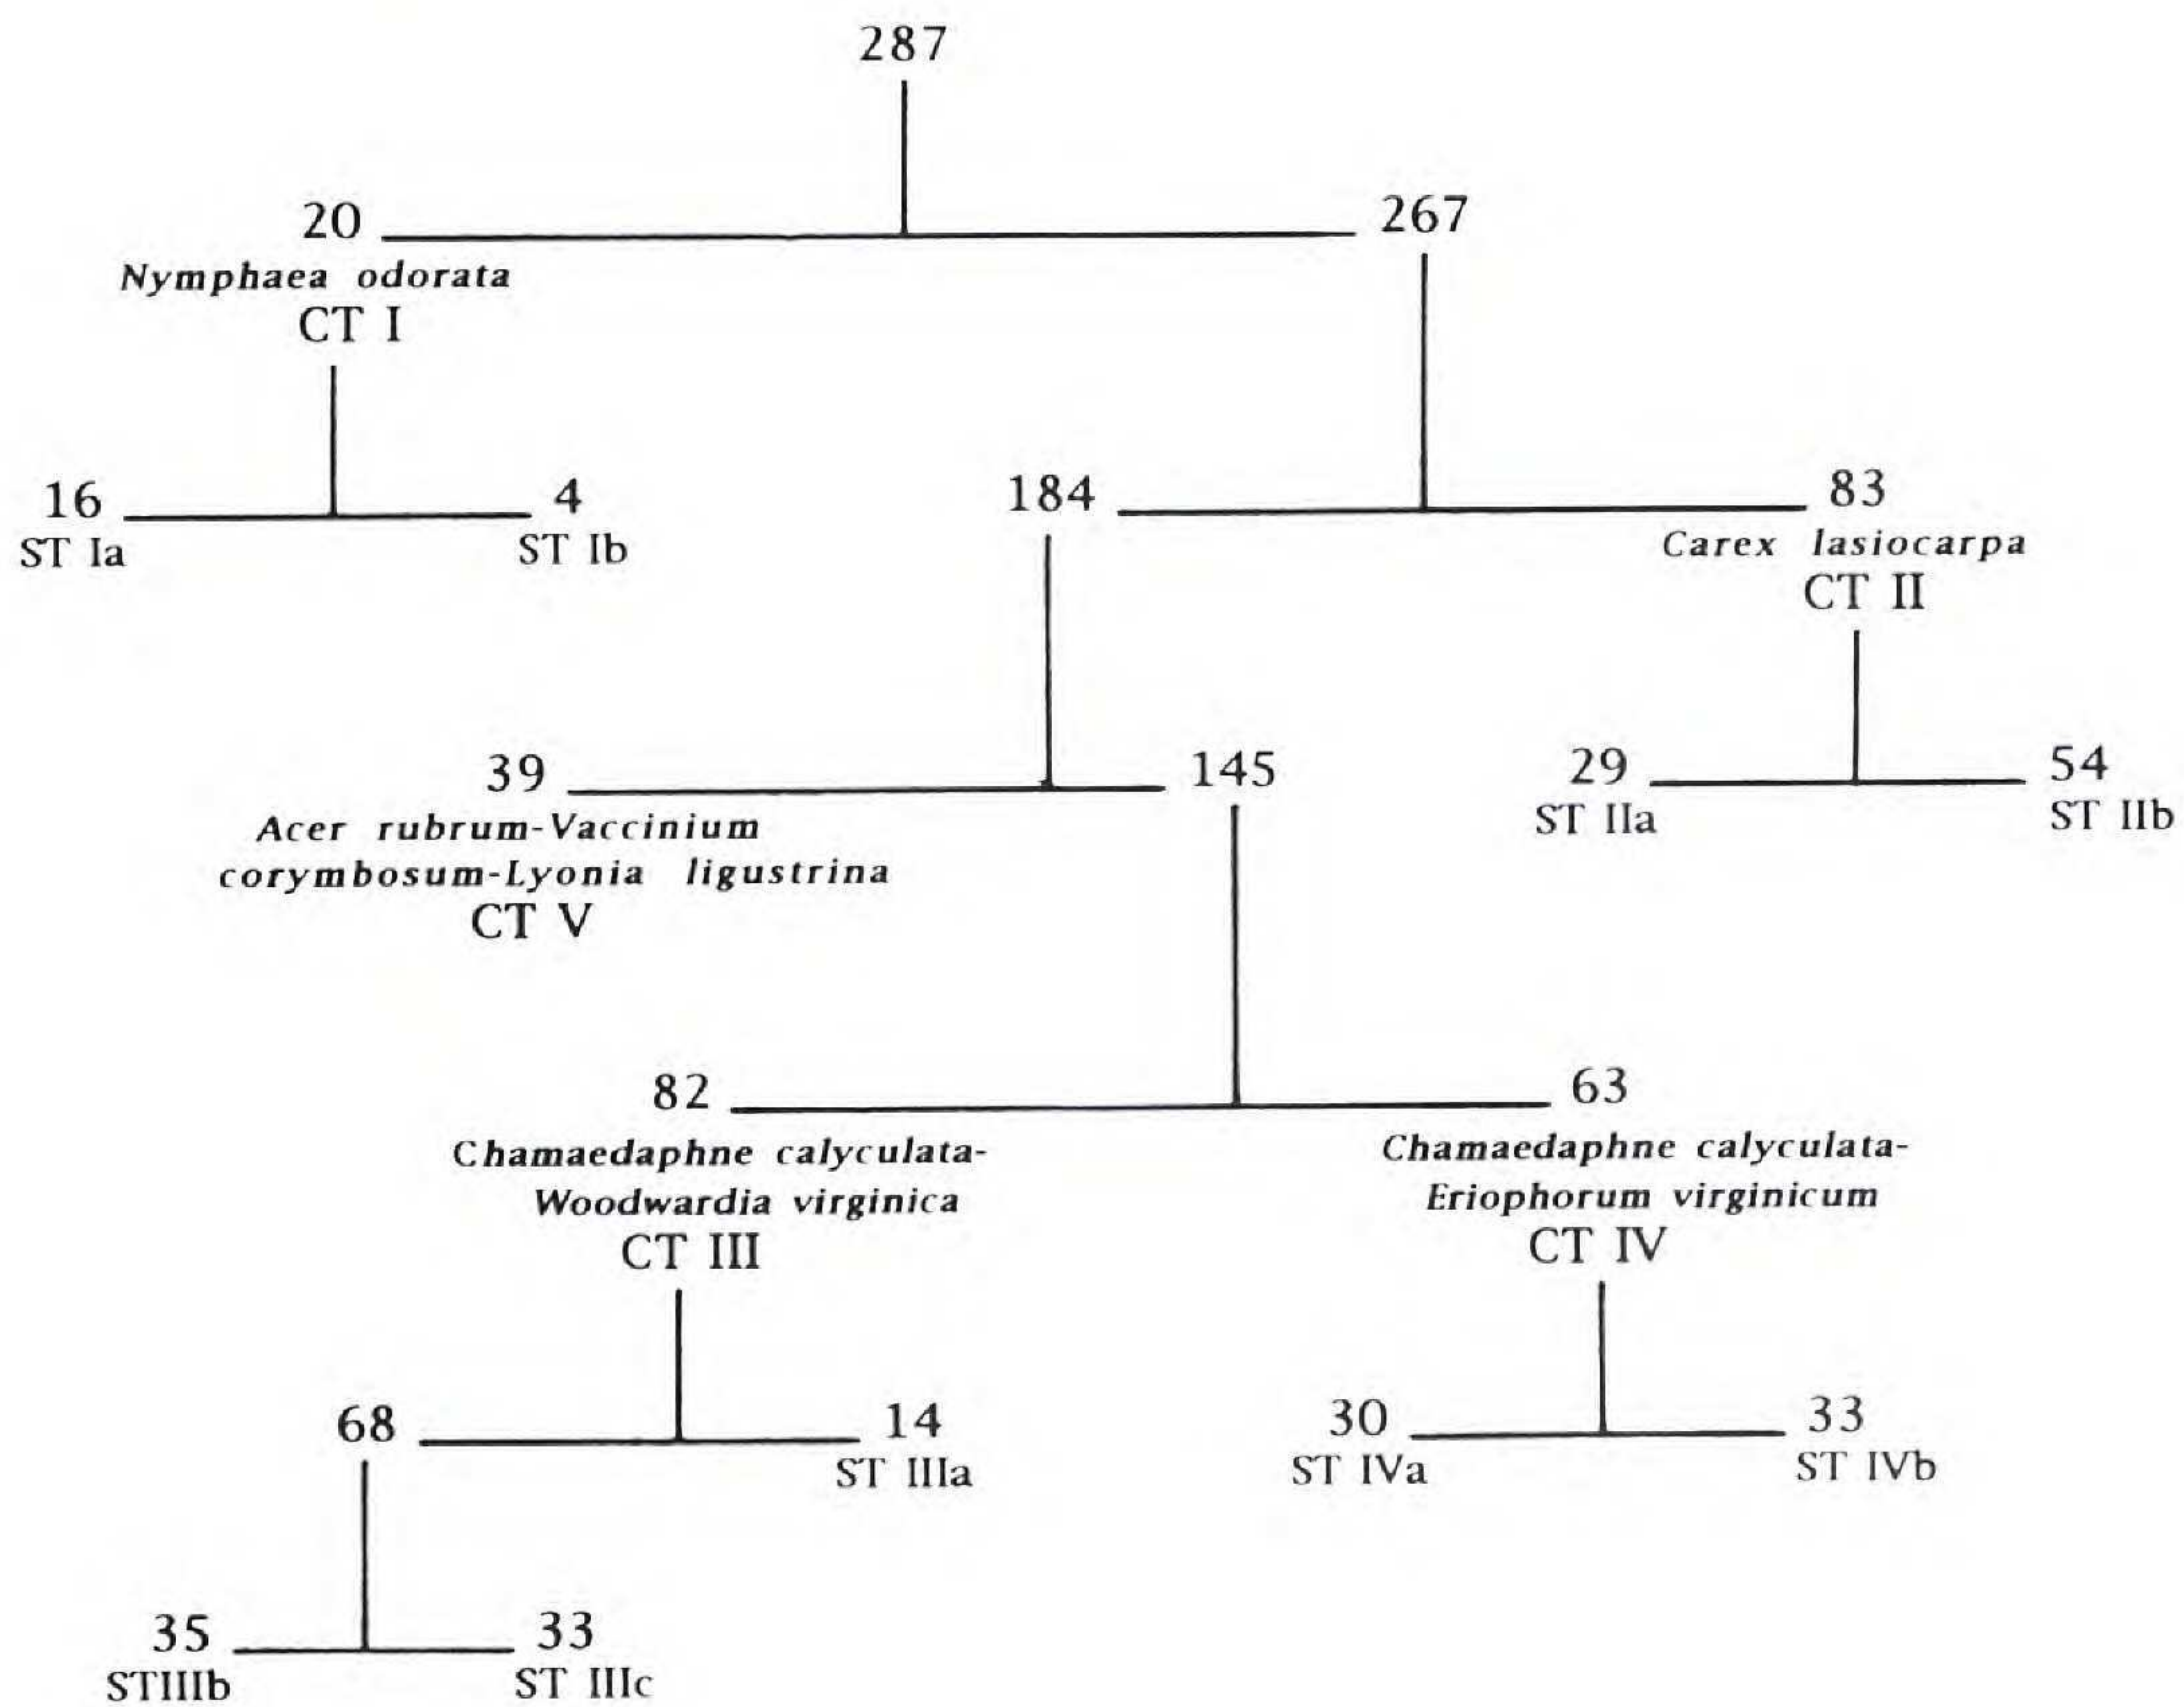 287
20
267
Nymphaea odorata
CT I
16
4
184
83
ST Ia
ST Ib
Carex lasiocarpa
CT II
39
145
29
54
Acer rubrum-Vaccinium
corymbosum-Lyonia ligustrina
CT V
ST IIa
ST IIb
82
63
Chamaedaphne calyculata-
Woodwardia virginica
CT III
Chamaedaphne calyculata-
Eriophorum virginicum
CT IV
68
14
30
33
ST IIIa
ST IVa
ST IVb
35
33
STIIIb
ST IIIc